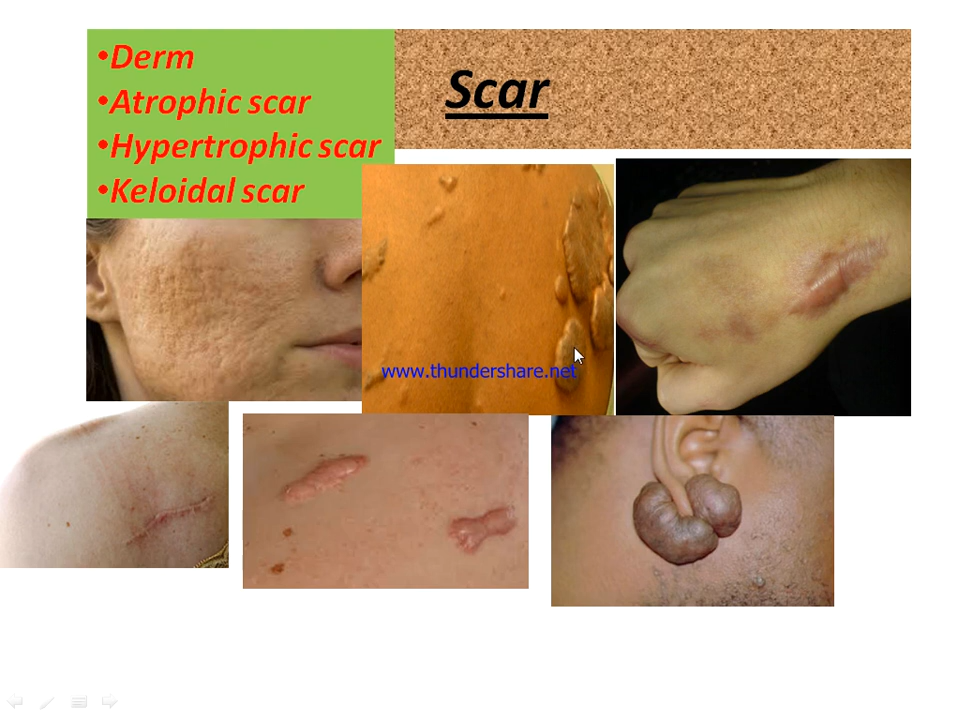 •Derm
•Atrophic scar
•Hypertrophic scar
•Keloidal scar
Scar
www.thundershare.net